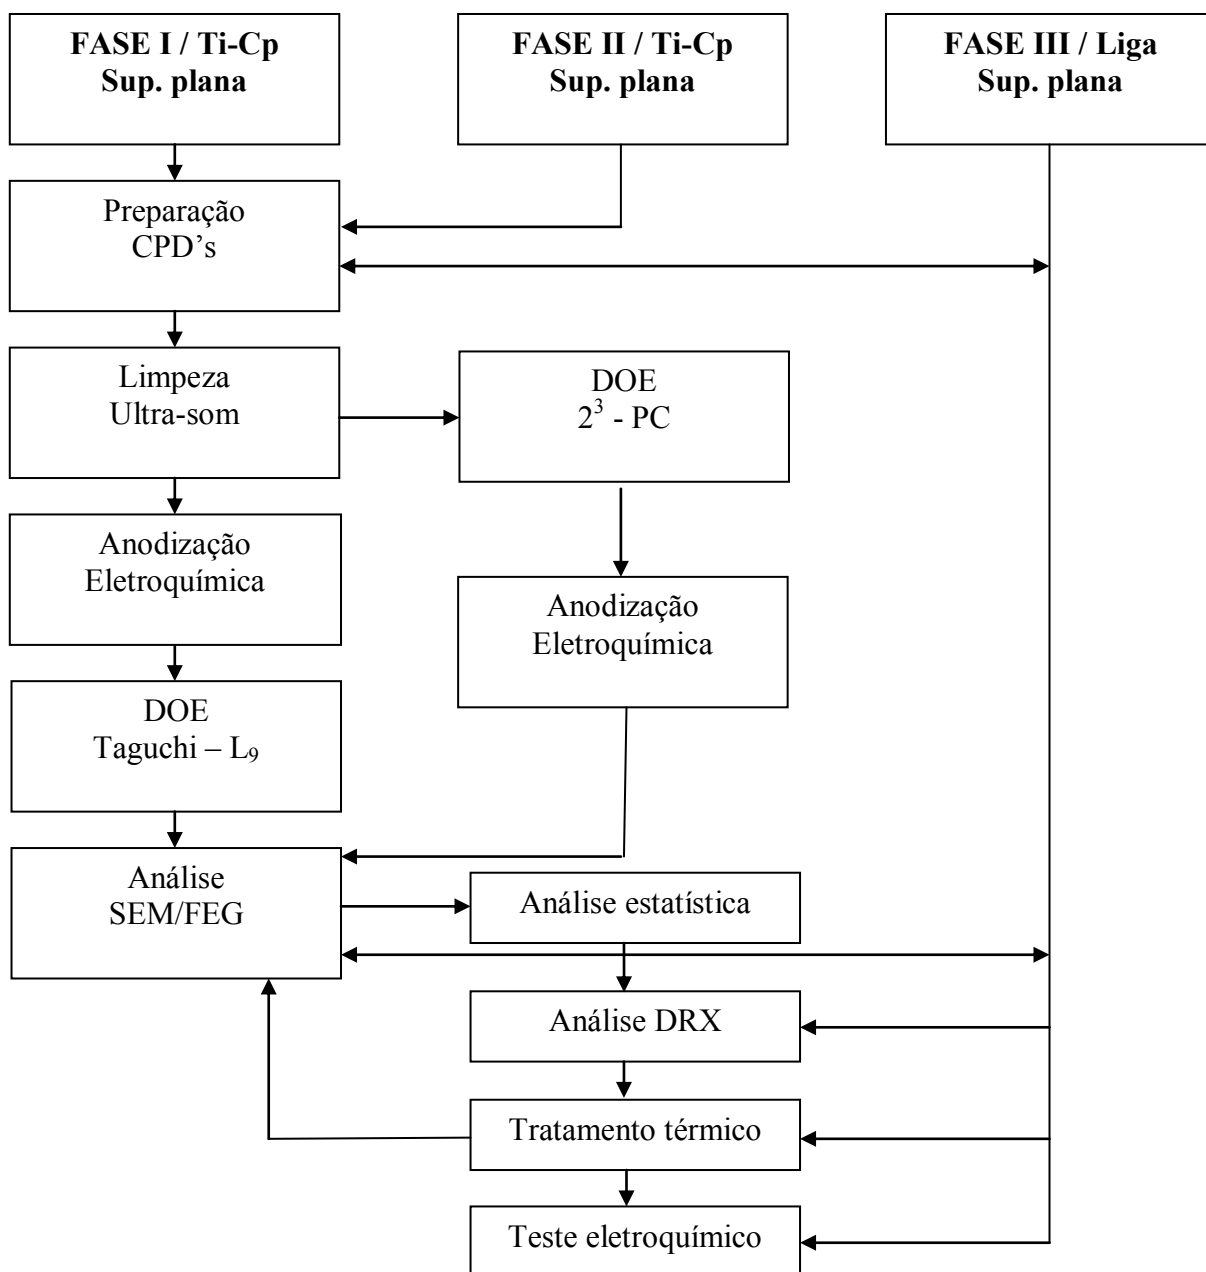 FASE I / Ti-Cp
Sup. plana
FASE II / Ti-Cp
Sup. plana
FASE III / Liga
Sup. plana
Preparação
CPD’s
Limpeza
Ultra-som
DOE
2³ - PC
Anodização
Eletroquímica
Anodização
Eletroquímica
DOE
Taguchi – L₉
Análise
SEM/FEG
Análise estatística
Análise DRX
Tratamento térmico
Teste eletroquímico